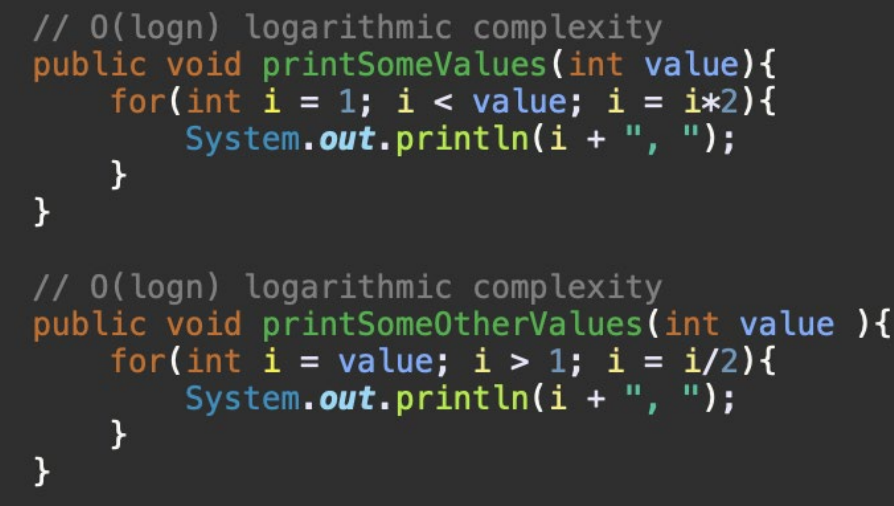 // O(logn) logarithmic complexity
public void printSomeValues(int value){
    for(int i = 1; i < value; i = i*2){
        System.out.println(i + ", ");
    }
}

// O(logn) logarithmic complexity
public void printSomeOtherValues(int value ){
    for(int i = value; i > 1; i = i/2){
        System.out.println(i + ", ");
    }
}